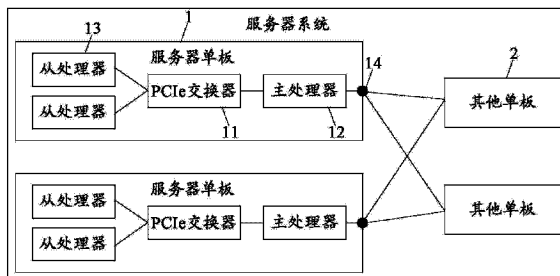 服务器系统
1
13
服务器单板
14
2
从处理器
从处理器
PCIe交换器
主处理器
11
12
其他单板
服务器单板
从处理器
从处理器
PCIe交换器
主处理器
其他单板